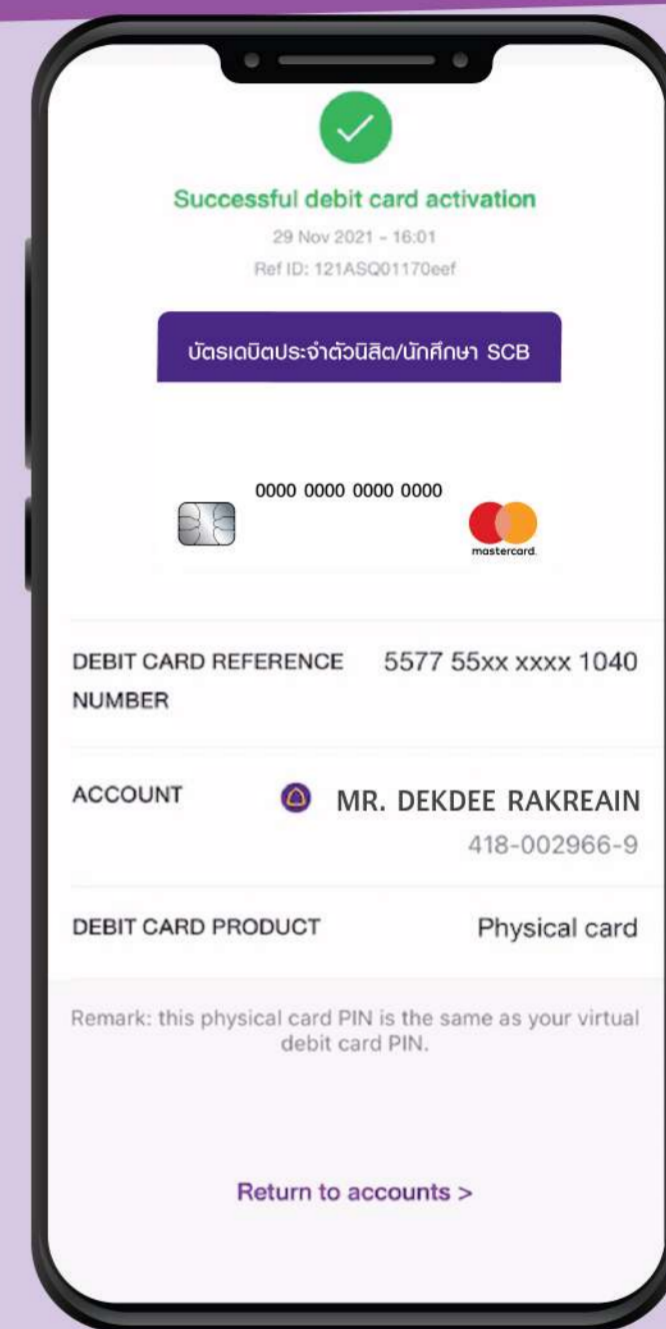 Successful debit card activation
29 Nov 2021 - 16:01
Ref ID: 121ASQ01170eef
บัตรเดบิตประจำตัวนิสิต/นักศึกษา SCB
0000 0000 0000 0000
mastercard.
DEBIT CARD REFERENCE 5577 55xx xxxx 1040
NUMBER
ACCOUNT MR. DEKDEE RAKREAIN
418-002966-9
DEBIT CARD PRODUCT Physical card
Remark: this physical card PIN is the same as your virtual
debit card PIN.
Return to accounts >